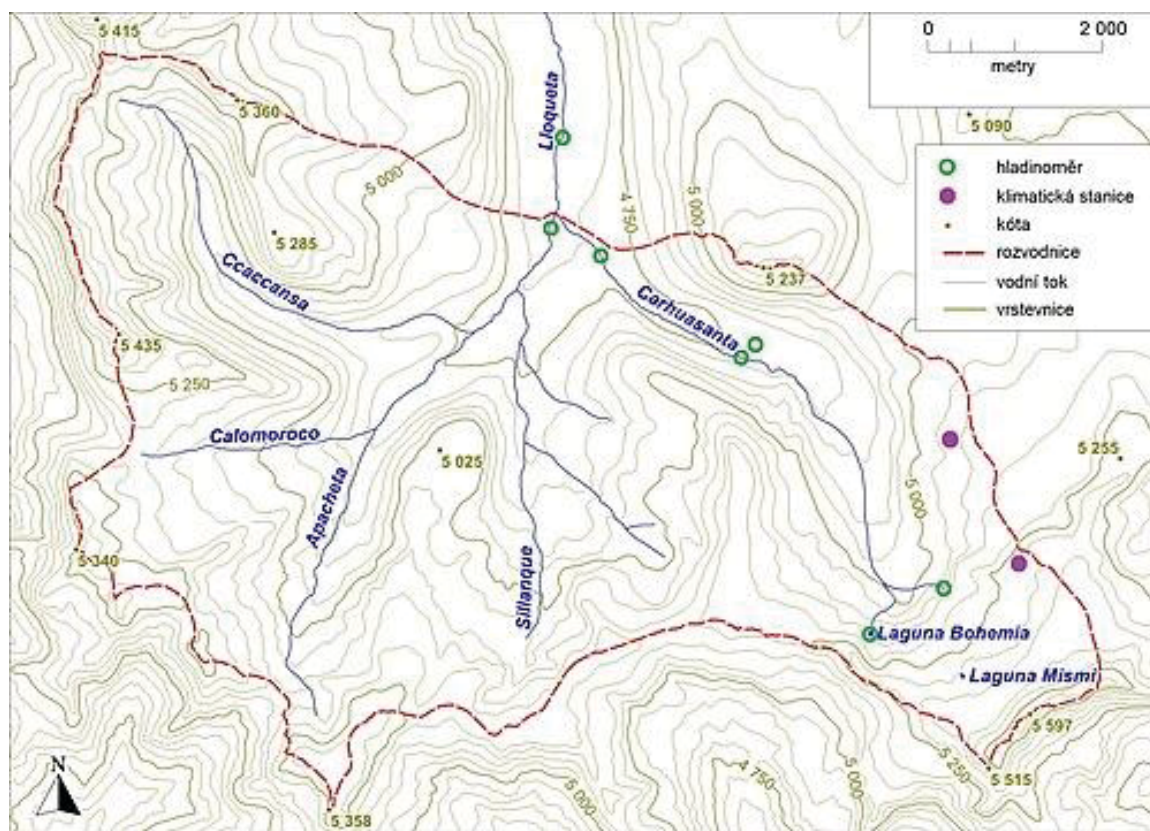 5 415
0 2 000
metry
5 360
Lloqueta
5 090
hladinoměr
klimatická stanice
kóta
rozvodnice
vodní tok
vrstevnice
5 000
4 750
5 000
5 285
Ccaccansa
5 237
Carhuasanta
5 435
5 250
Calomoroco
5 025
5 255
Apacheta
5 000
5 340
Sillanque
Laguna Bohemia
Laguna Mismi
5 597
5 250
5 515
N
5 358
5 000
4 750
5 000